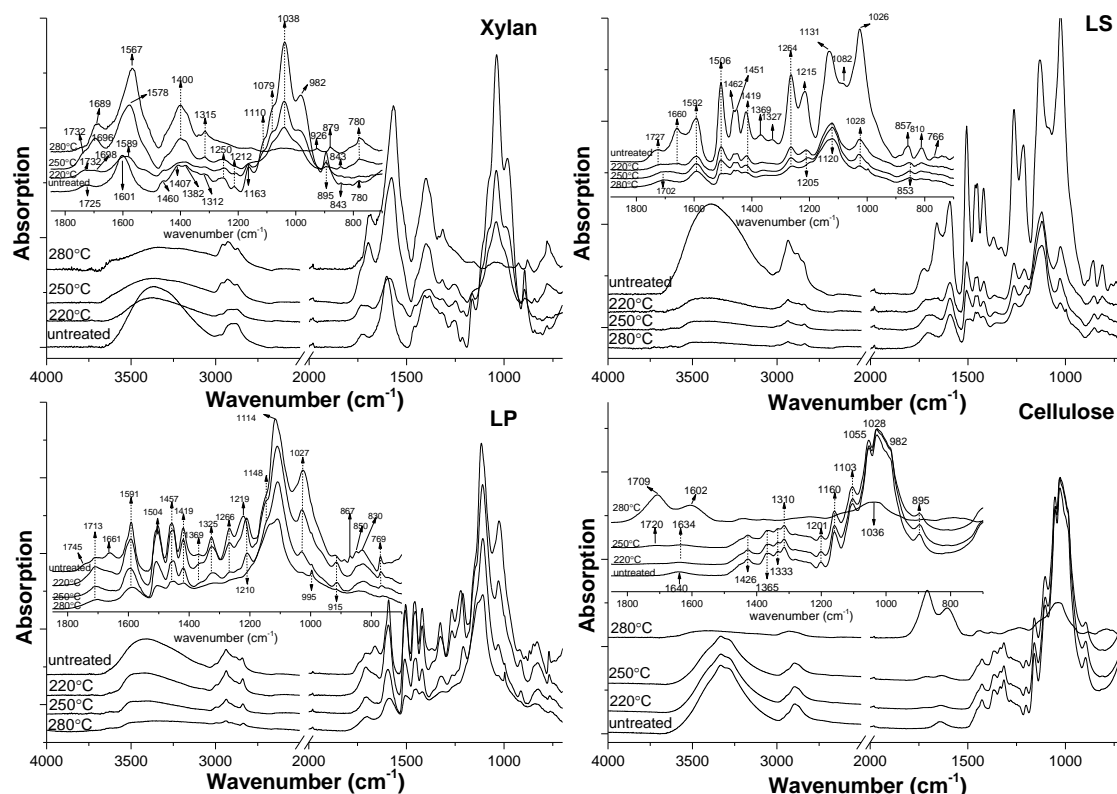 Xylan
Absorption
1038
1567
1578
1400
1079
982
1689
1315
1110
1732
1696
1589
1250
1212
926
879
780
280°C
250°C
1732
1698
843
220°C
untreated
1725
1601
1460
1407
1382
1312
1163
895
843
780
1800 1600 1400 1200 1000 800
wavenumber (cm-1)
280°C
250°C
220°C
untreated
4000 3500 3000 2000 1500 1000
Wavenumber (cm-1)
LS
Absorption
1026
1131
1264
1082
1506
1451
1462
1215
1419
1592
1369
1327
1660
1727
1028
857
810
766
untreated
220°C
250°C
280°C
1702
1120
1205
853
1800 1600 1400 1200 1000 800
wavenumber (cm-1)
untreated
220°C
250°C
280°C
4000 3500 3000 2000 1500 1000
Wavenumber (cm-1)
LP
Absorption
1114
1027
1148
1591
1457
1504
1419
1219
1325
1266
1713
1369
1745
1661
867
830
850
769
untreated
220°C
250°C
280°C
1210
995
915
1800 1600 1400 1200 1000 800
wavenumber (cm-1)
untreated
220°C
250°C
280°C
4000 3500 3000 2000 1500 1000
Wavenumber (cm-1)
Cellulose
Absorption
1028
1055
982
1103
1709
1602
1310
1160
895
280°C
1720
1634
1201
1036
250°C
220°C
untreated
1640
1426
1365
1333
1800 1600 1400 1200 1000 800
wavenumber (cm-1)
280°C
250°C
220°C
untreated
4000 3500 3000 2000 1500 1000
Wavenumber (cm-1)